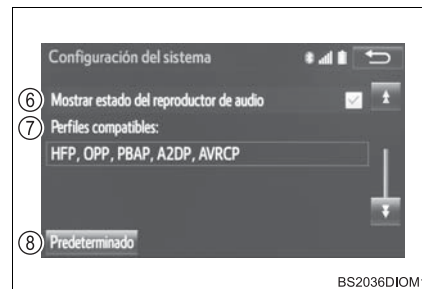 Configuración del sistema
⑥ Mostrar estado del reproductor de audio
⑦ Perfiles compatibles:
HFP, OPP, PBAP, A2DP, AVRCP
⑧ Predeterminado
BS2036DIOM1